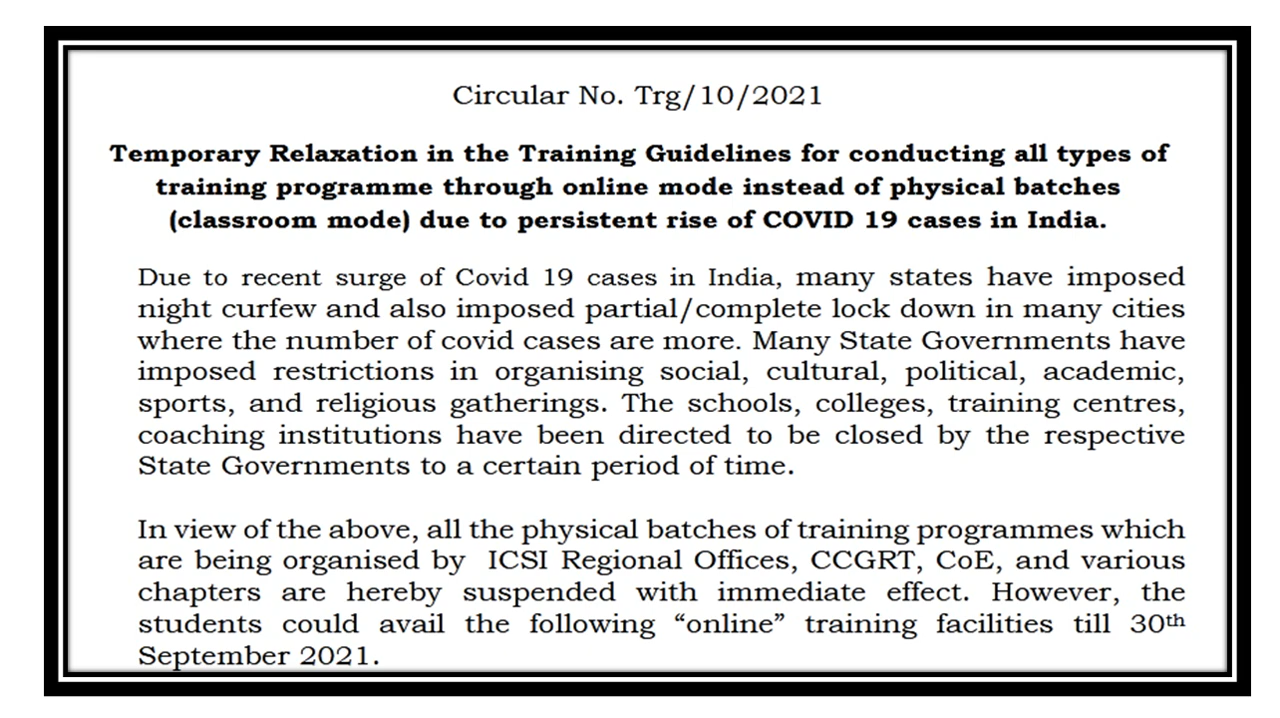 Circular No. Trg/10/2021
Temporary Relaxation in the Training Guidelines for conducting all types of
training programme through online mode instead of physical batches
(classroom mode) due to persistent rise of COVID 19 cases in India.
Due to recent surge of Covid 19 cases in India, many states have imposed
night curfew and also imposed partial/complete lock down in many cities
where the number of covid cases are more. Many State Governments have
imposed restrictions in organising social, cultural, political, academic,
sports, and religious gatherings. The schools, colleges, training centres,
coaching institutions have been directed to be closed by the respective
State Governments to a certain period of time.
In view of the above, all the physical batches of training programmes which
are being organised by ICSI Regional Offices, CCGRT, CoE, and various
chapters are hereby suspended with immediate effect. However, the
students could avail the following “online” training facilities till 30th
September 2021.